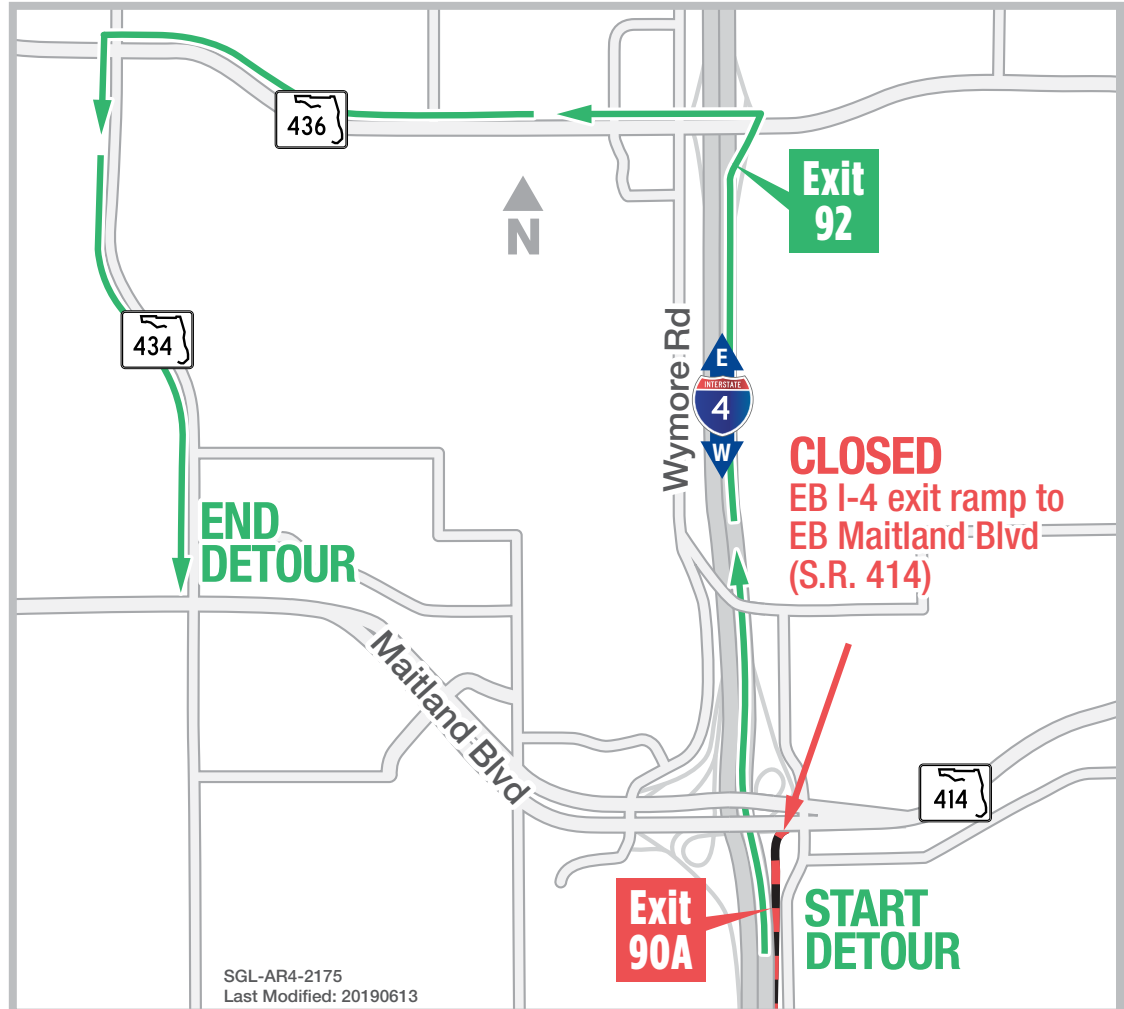 436
Exit
92
N
434
Wymore Rd
E
INTERSTATE
4
W
CLOSED
EB I-4 exit ramp to
EB Maitland Blvd
(S.R. 414)
END
DETOUR
Maitland Blvd
414
Exit
90A
START
DETOUR
SGL-AR4-2175
Last Modified: 20190613